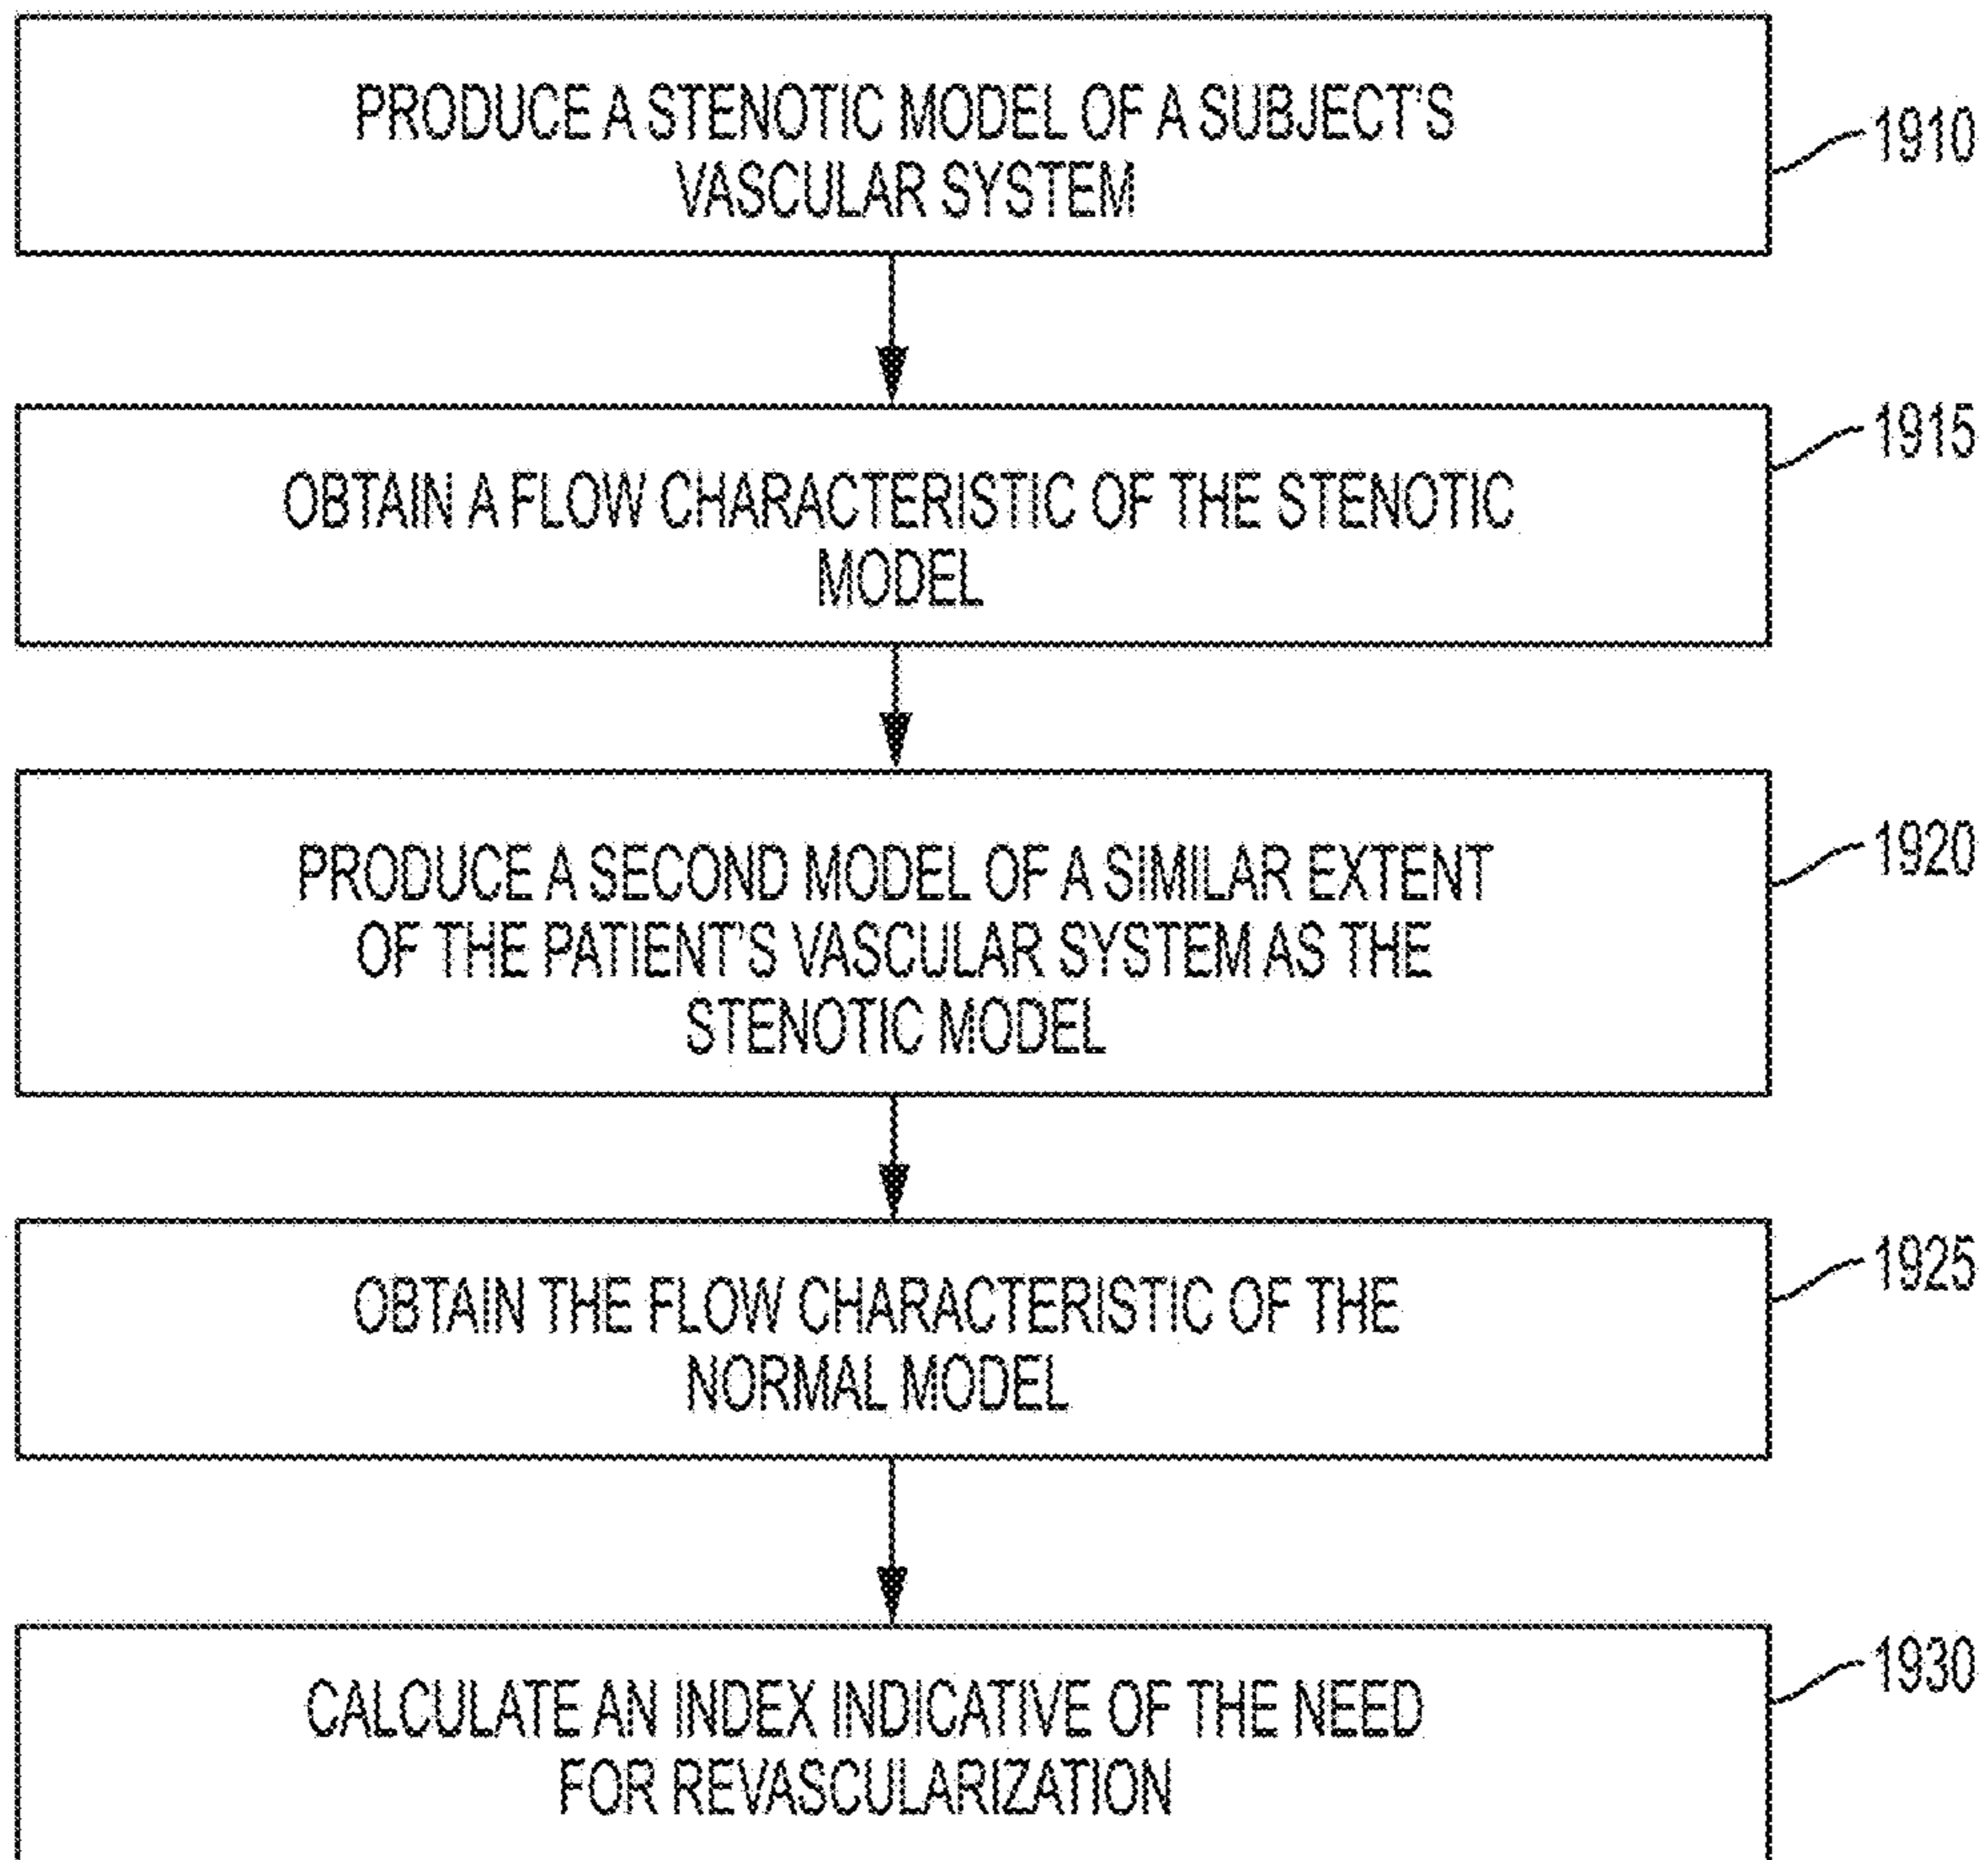 PRODUCE A STENOTIC MODEL OF A SUBJECT'S
VASCULAR SYSTEM
1910
OBTAIN A FLOW CHARACTERISTIC OF THE STENOTIC
MODEL
1915
PRODUCE A SECOND MODEL OF A SIMILAR EXTENT
OF THE PATIENT'S VASCULAR SYSTEM AS THE
STENOTIC MODEL
1920
OBTAIN THE FLOW CHARACTERISTIC OF THE
NORMAL MODEL
1925
CALCULATE AN INDEX INDICATIVE OF THE NEED
FOR REVASCULARIZATION
1930